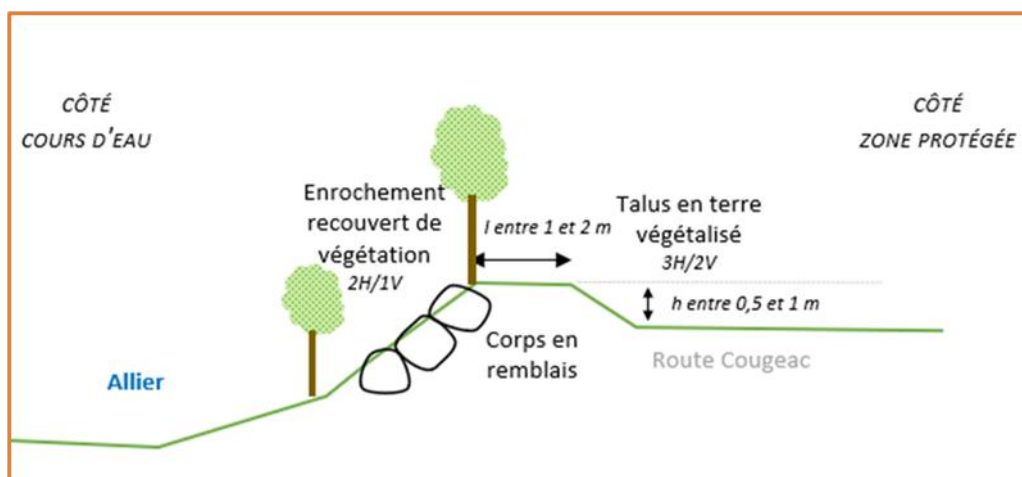 CÔTÉ
COURS D'EAU
CÔTÉ
ZONE PROTÉGÉE
Enrochement
recouvert de
végétation
2H/1V
l entre 1 et 2 m
Talus en terre
végétalisé
3H/2V
h entre 0,5 et 1 m
Corps en
remblais
Route Cougeac
Allier